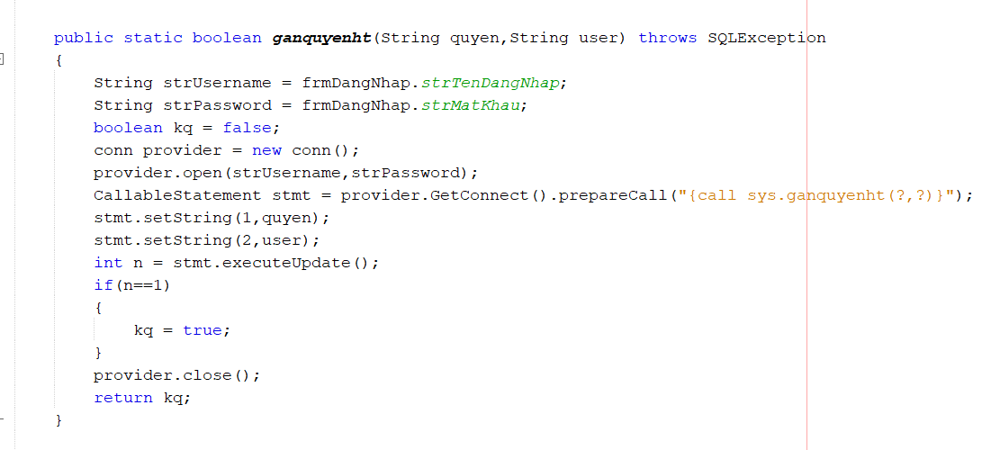 public static boolean ganquyenht(String quyen,String user) throws SQLException
{
String strUsername = frmDangNhap.strTenDangNhap;
String strPassword = frmDangNhap.strMatKhau;
boolean kq = false;
conn provider = new conn();
provider.open(strUsername,strPassword);
CallableStatement stmt = provider.GetConnect().prepareCall("{call sys.ganquyenht(?,?)}");
stmt.setString(1,quyen);
stmt.setString(2,user);
int n = stmt.executeUpdate();
if(n==1)
{
kq = true;
}
provider.close();
return kq;
}